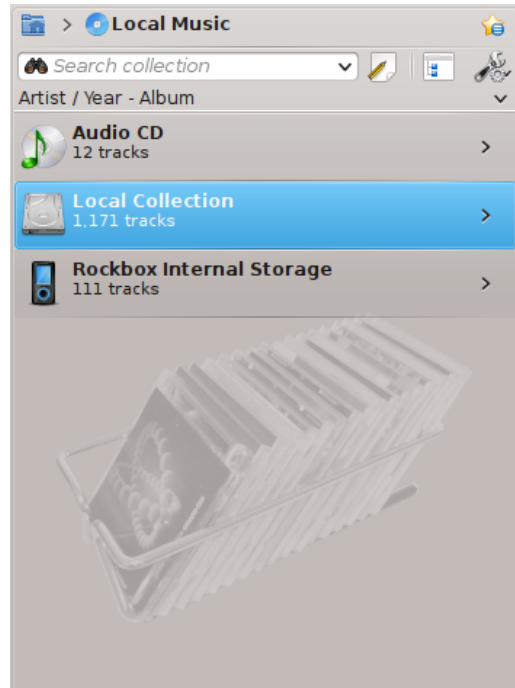 > Local Music
Search collection
Artist / Year - Album
Audio CD
12 tracks
Local Collection
1,171 tracks
Rockbox Internal Storage
111 tracks